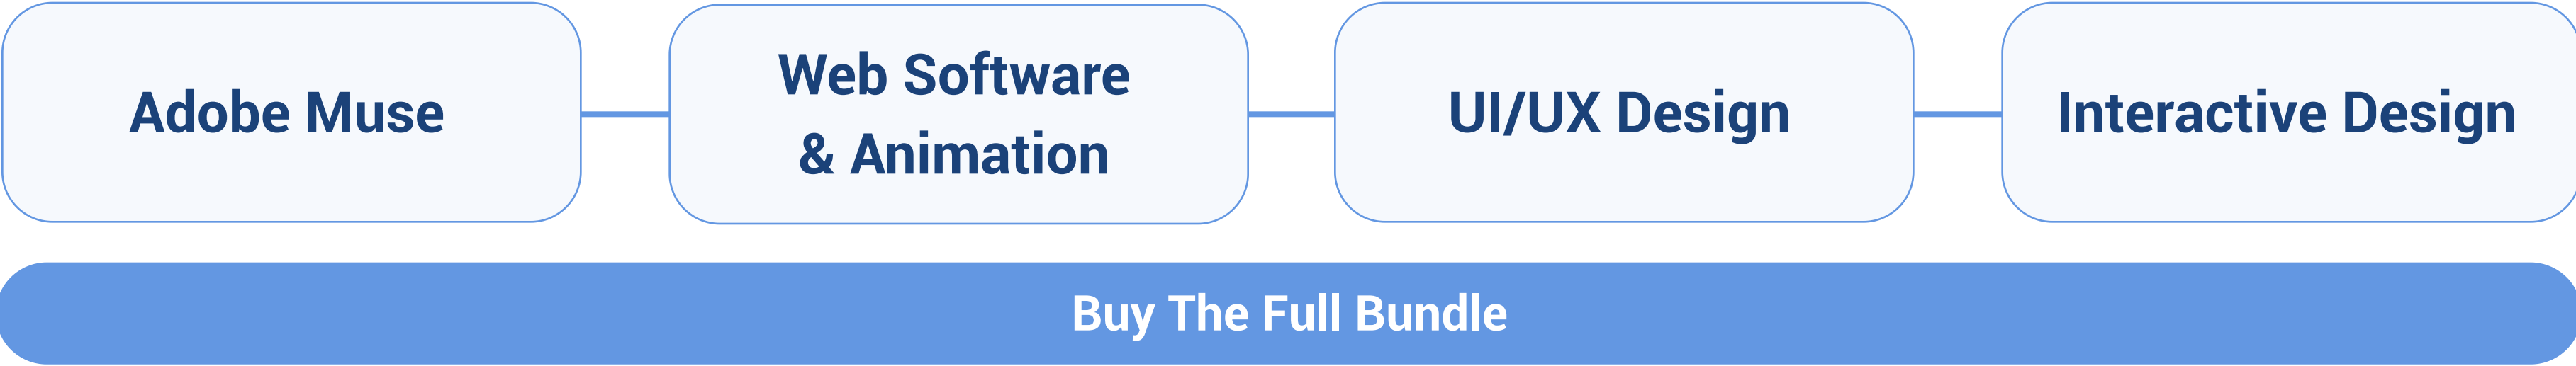 Adobe Muse
Web Software
& Animation
UI/UX Design
Interactive Design
Buy The Full Bundle